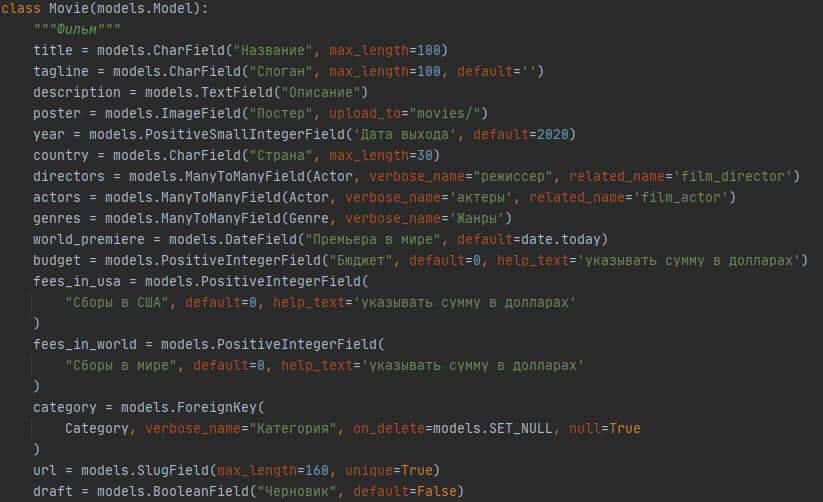 class Movie(models.Model):
    """Фильм"""
    title = models.CharField("Название", max_length=100)
    tagline = models.CharField("Слоган", max_length=100, default='')
    description = models.TextField("Описание")
    poster = models.ImageField("Постер", upload_to="movies/")
    year = models.PositiveSmallIntegerField('Дата выхода', default=2020)
    country = models.CharField("Страна", max_length=30)
    directors = models.ManyToManyField(Actor, verbose_name="режиссер", related_name='film_director')
    actors = models.ManyToManyField(Actor, verbose_name='актеры', related_name='film_actor')
    genres = models.ManyToManyField(Genre, verbose_name='Жанры')
    world_premiere = models.DateField("Премьера в мире", default=date.today)
    budget = models.PositiveIntegerField("Бюджет", default=0, help_text='указывать сумму в долларах')
    fees_in_usa = models.PositiveIntegerField(
        "Сборы в США", default=0, help_text='указывать сумму в долларах'
    )
    fees_in_world = models.PositiveIntegerField(
        "Сборы в мире", default=0, help_text='указывать сумму в долларах'
    )
    category = models.ForeignKey(
        Category, verbose_name="Категория", on_delete=models.SET_NULL, null=True
    )
    url = models.SlugField(max_length=160, unique=True)
    draft = models.BooleanField("Черновик", default=False)